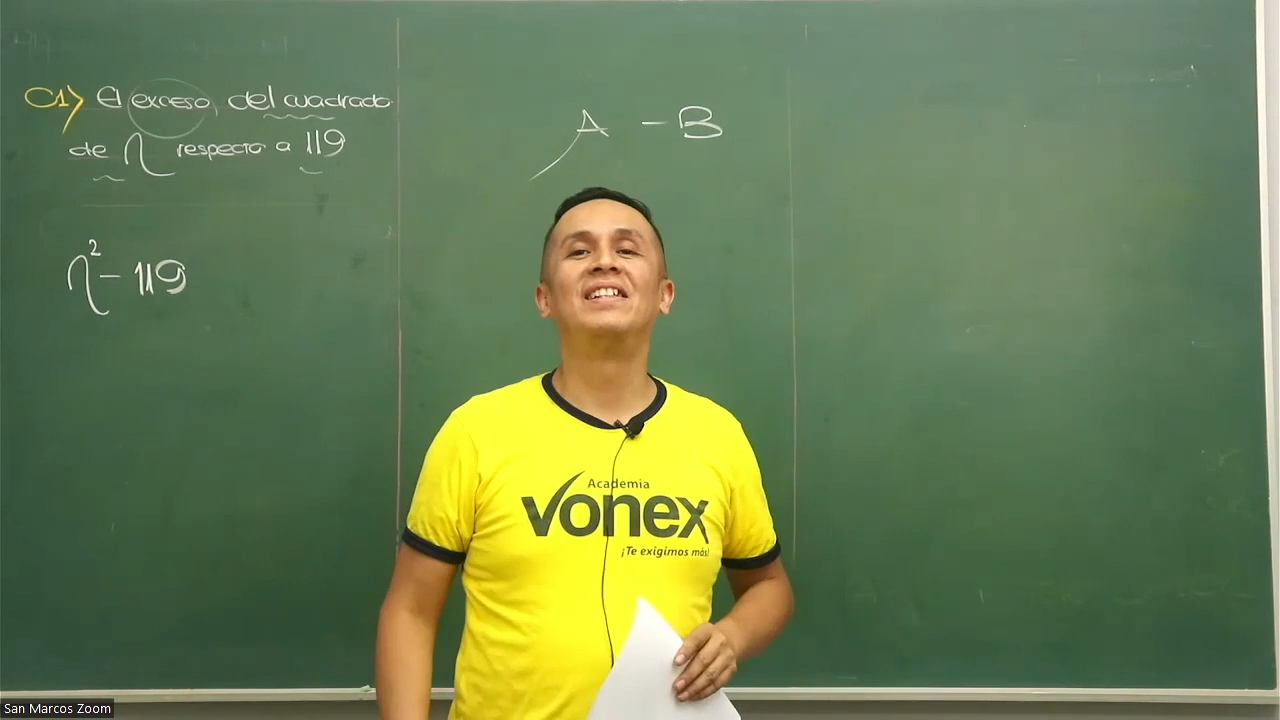 01> El exceso del cuadrado
de n respecto a 119
n² - 119
A - B
Academia
vonex
¡Te exigimos más!
San Marcos Zoom